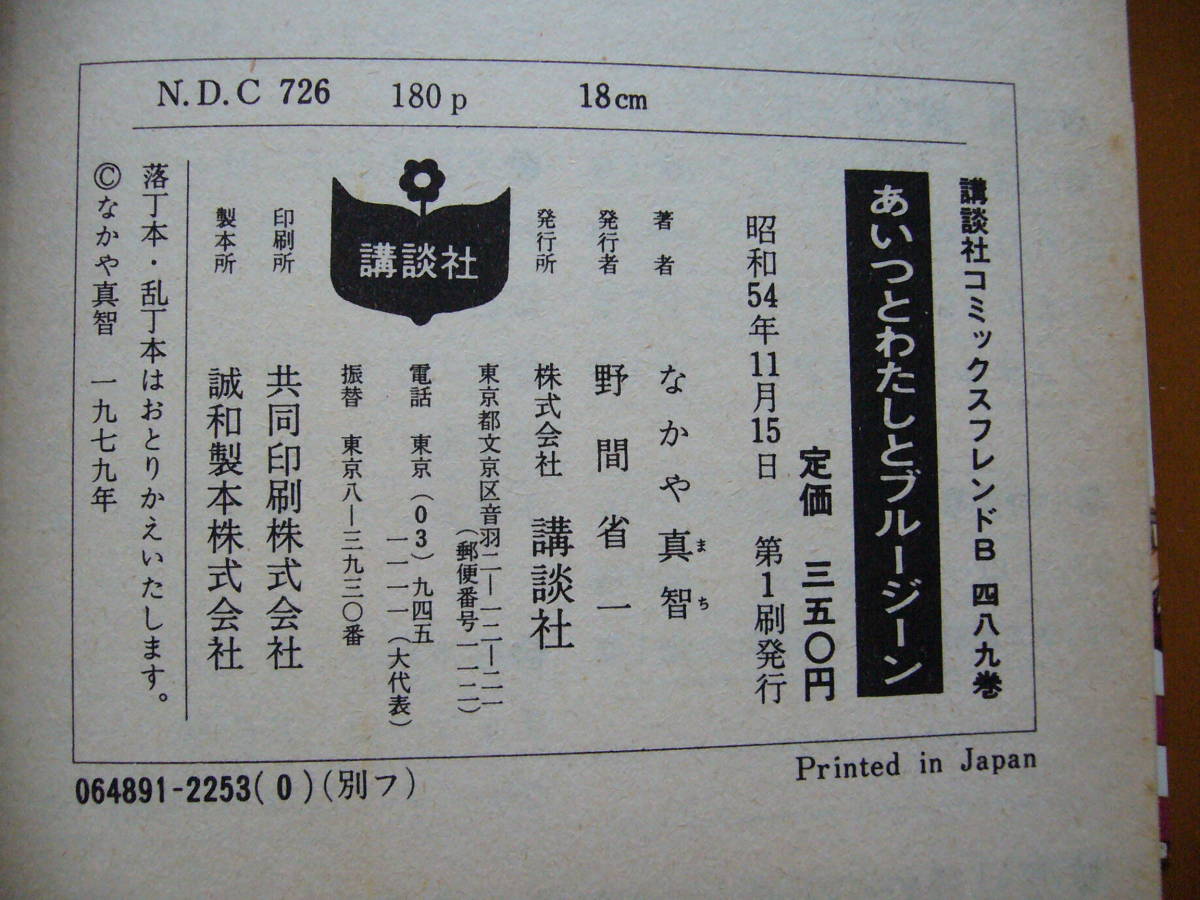 N.D.C 726 180p 18cm
講談社コミックスフレンドB 四八九巻
あいつとわたしとブルージーン
定価 三五〇円
昭和54年11月15日 第1刷発行
著者 なかや真智
まち
発行者 野間省一
発行所 株式会社 講談社
東京都文京区音羽二―一二―二一
(郵便番号一一二)
電話 東京(03)九四五
一一一一(大代表)
振替 東京八―三九三〇番
講談社
印刷所 共同印刷株式会社
製本所 誠和製本株式会社
落丁本・乱丁本はおとりかえいたします。
©なかや真智 一九七九年
Printed in Japan
064891-2253(0)(別フ)